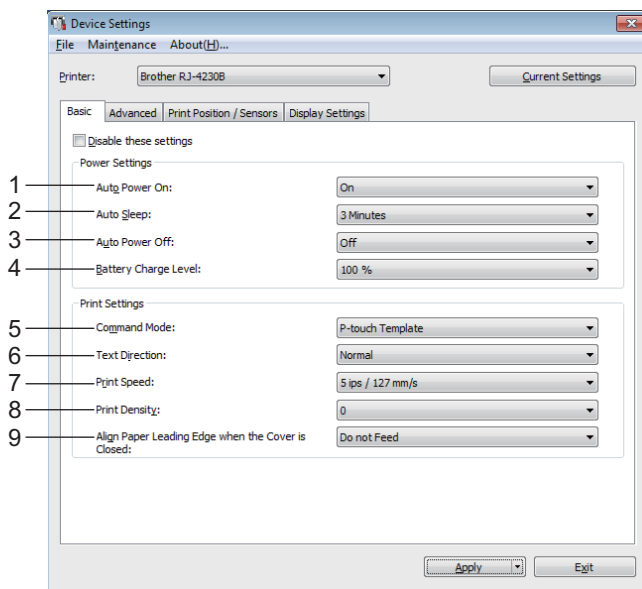 Device Settings
File Maintenance About(H)...
Printer: Brother RJ-4230B Current Settings
Basic Advanced Print Position / Sensors Display Settings
Disable these settings
Power Settings
1 Auto Power On: On
2 Auto Sleep: 3 Minutes
3 Auto Power Off: Off
4 Battery Charge Level: 100 %
Print Settings
5 Command Mode: P-touch Template
6 Text Direction: Normal
7 Print Speed: 5 ips / 127 mm/s
8 Print Density: 0
9 Align Paper Leading Edge when the Cover is Do not Feed
Closed:
Apply Exit